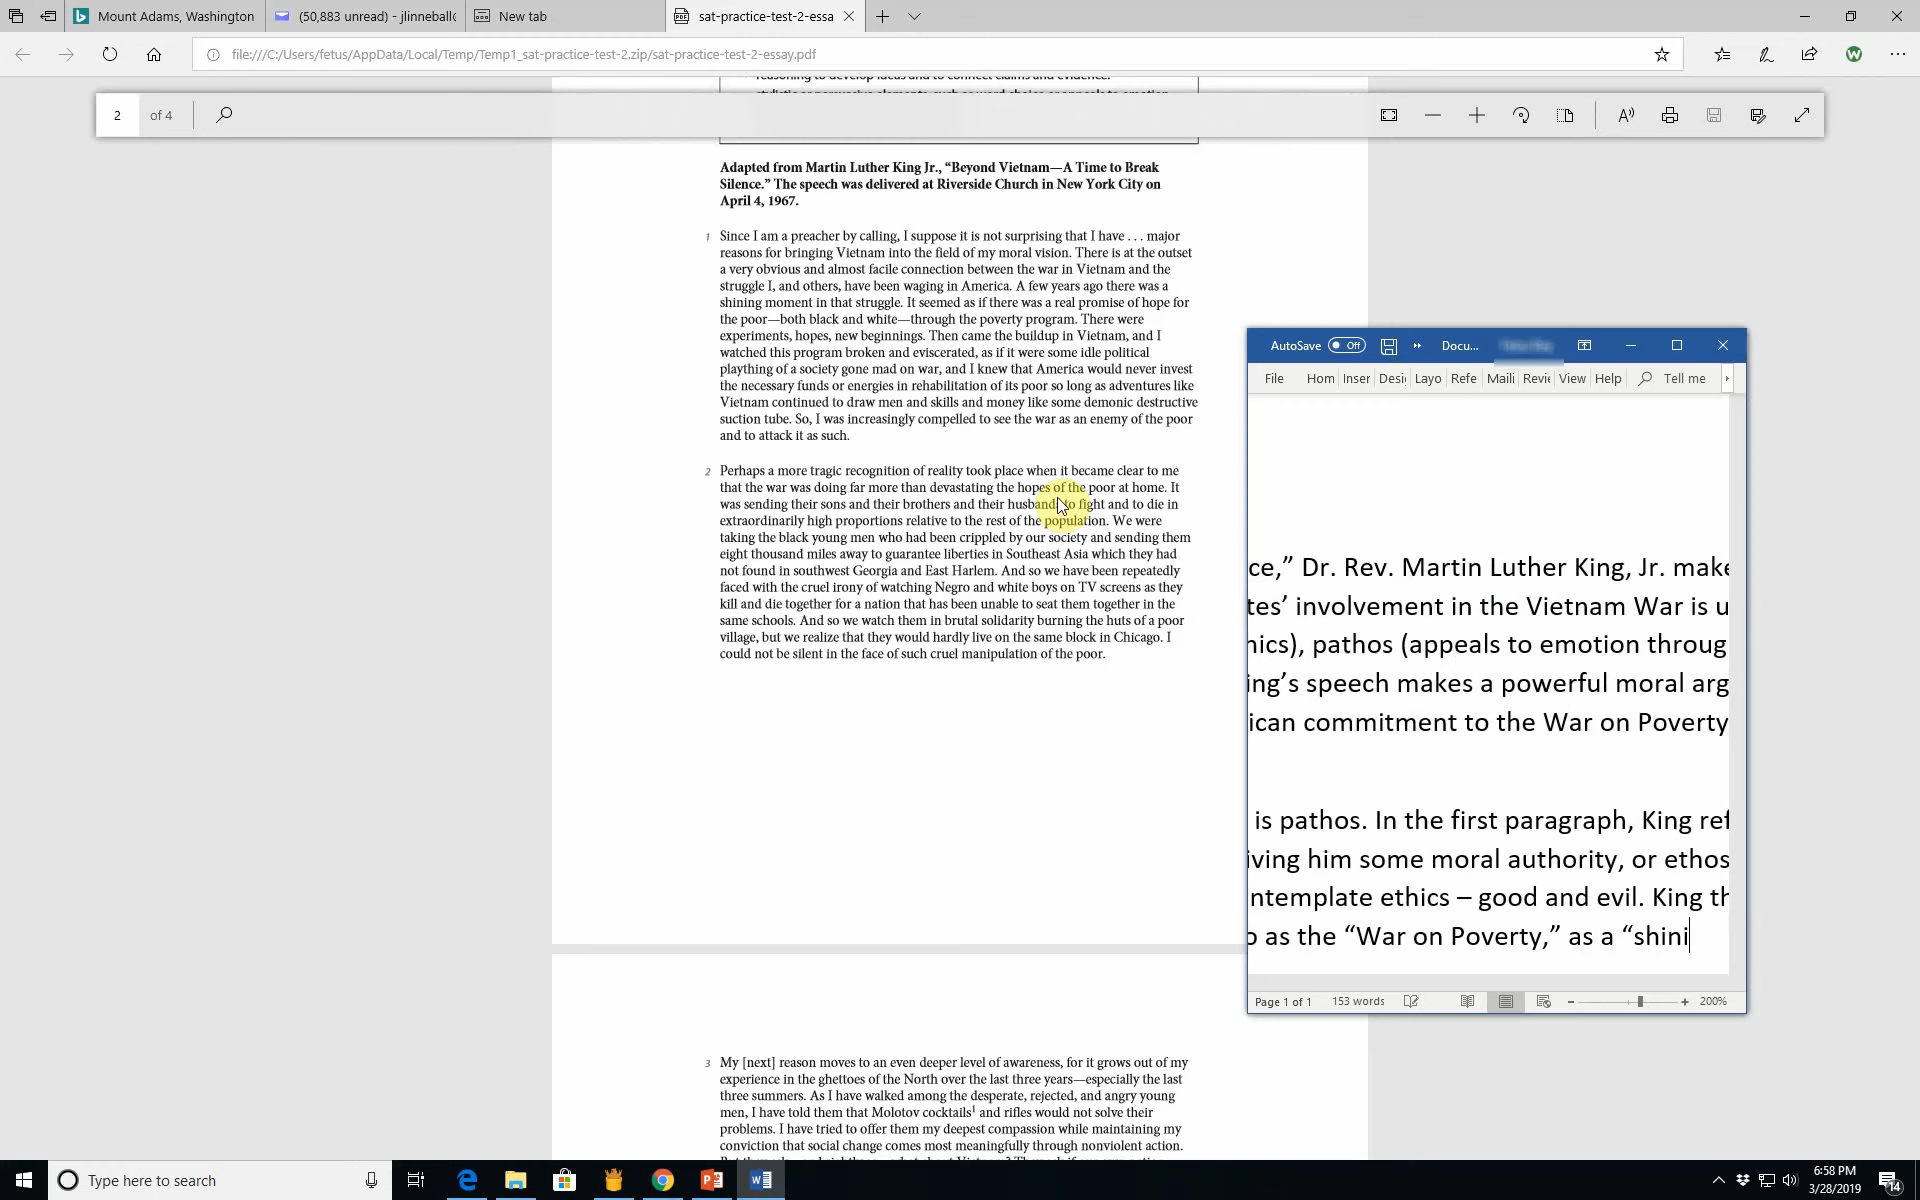 Mount Adams, Washington
(50,883 unread) - jlinneball
New tab
sat-practice-test-2-essa
file:///C:/Users/fetus/AppData/Local/Temp/Temp1_sat-practice-test-2.zip/sat-practice-test-2-essay.pdf
reasoning to develop ideas and to connect claims and evidence.
stylistic or persuasive elements, such as word choice or appeals to emotion,
2 of 4
Adapted from Martin Luther King Jr., “Beyond Vietnam—A Time to Break
Silence.” The speech was delivered at Riverside Church in New York City on
April 4, 1967.
1 Since I am a preacher by calling, I suppose it is not surprising that I have . . . major
reasons for bringing Vietnam into the field of my moral vision. There is at the outset
a very obvious and almost facile connection between the war in Vietnam and the
struggle I, and others, have been waging in America. A few years ago there was a
shining moment in that struggle. It seemed as if there was a real promise of hope for
the poor—both black and white—through the poverty program. There were
experiments, hopes, new beginnings. Then came the buildup in Vietnam, and I
watched this program broken and eviscerated, as if it were some idle political
plaything of a society gone mad on war, and I knew that America would never invest
the necessary funds or energies in rehabilitation of its poor so long as adventures like
Vietnam continued to draw men and skills and money like some demonic destructive
suction tube. So, I was increasingly compelled to see the war as an enemy of the poor
and to attack it as such.
2 Perhaps a more tragic recognition of reality took place when it became clear to me
that the war was doing far more than devastating the hopes of the poor at home. It
was sending their sons and their brothers and their husbands to fight and to die in
extraordinarily high proportions relative to the rest of the population. We were
taking the black young men who had been crippled by our society and sending them
eight thousand miles away to guarantee liberties in Southeast Asia which they had
not found in southwest Georgia and East Harlem. And so we have been repeatedly
faced with the cruel irony of watching Negro and white boys on TV screens as they
kill and die together for a nation that has been unable to seat them together in the
same schools. And so we watch them in brutal solidarity burning the huts of a poor
village, but we realize that they would hardly live on the same block in Chicago. I
could not be silent in the face of such cruel manipulation of the poor.
3 My [next] reason moves to an even deeper level of awareness, for it grows out of my
experience in the ghettoes of the North over the last three years—especially the last
three summers. As I have walked among the desperate, rejected, and angry young
men, I have told them that Molotov cocktails1 and rifles would not solve their
problems. I have tried to offer them my deepest compassion while maintaining my
conviction that social change comes most meaningfully through nonviolent action.
AutoSave Off Docu...
File Hom Inser Desi Layo Refe Maili Revie View Help Tell me
ce,” Dr. Rev. Martin Luther King, Jr. make
tes’ involvement in the Vietnam War is u
nics), pathos (appeals to emotion throug
ing’s speech makes a powerful moral arg
ican commitment to the War on Poverty
is pathos. In the first paragraph, King ref
iving him some moral authority, or ethos
ntemplate ethics – good and evil. King th
o as the “War on Poverty,” as a “shini
Page 1 of 1 153 words 200%
Type here to search
6:58 PM
3/28/2019
14